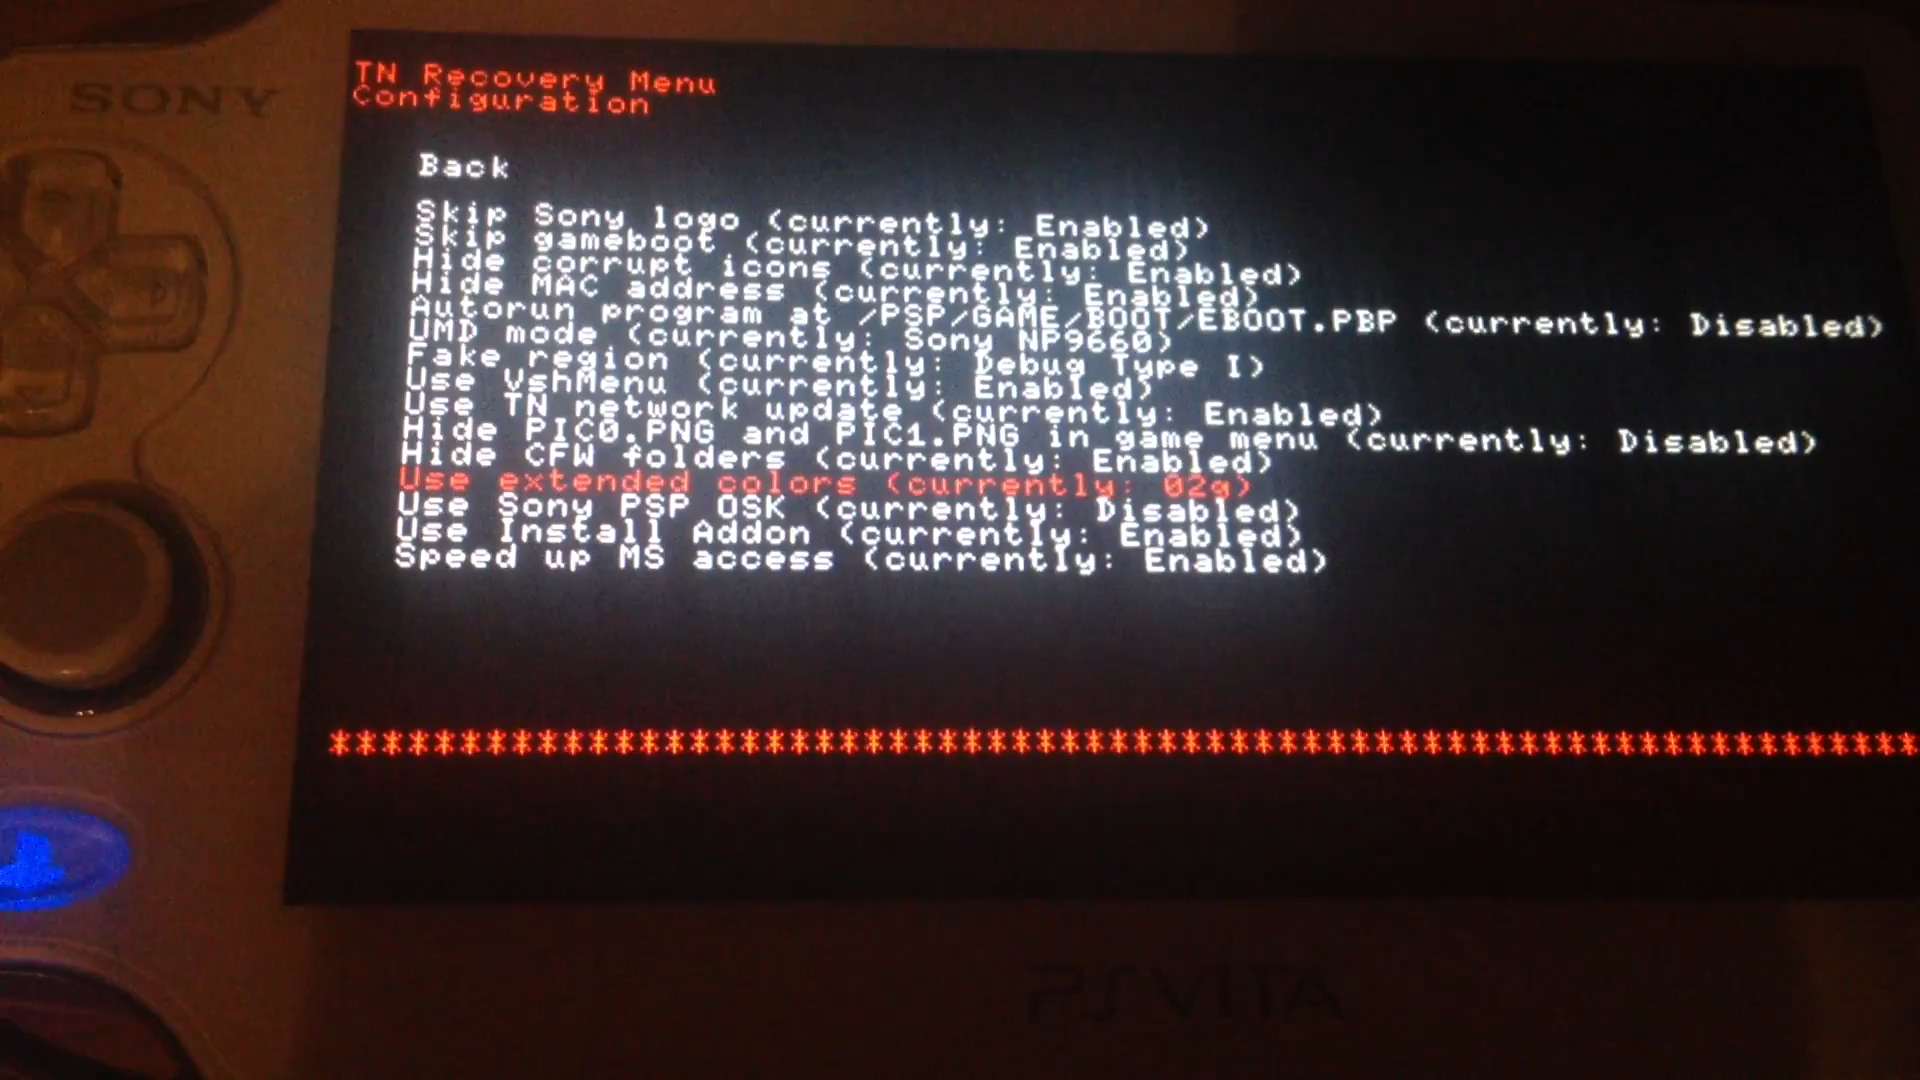 SONY
TN Recovery Menu
Configuration
Back
Skip Sony logo (currently: Enabled)
Skip gameboot (currently: Enabled)
Hide corrupt icons (currently: Enabled)
Hide MAC address (currently: Enabled)
Autorun program at /PSP/GAME/BOOT/EBOOT.PBP (currently: Disabled)
UMD mode (currently: Sony NP9660)
Fake region (currently: Debug Type I)
Use VshMenu (currently: Enabled)
Use TN network update (currently: Enabled)
Hide PIC0.PNG and PIC1.PNG in game menu (currently: Disabled)
Hide CFW folders (currently: Enabled)
Use extended colors (currently: 02g)
Use Sony PSP OSK (currently: Disabled)
Use Install Addon (currently: Enabled)
Speed up MS access (currently: Enabled)
****************************************************************
PSVITA